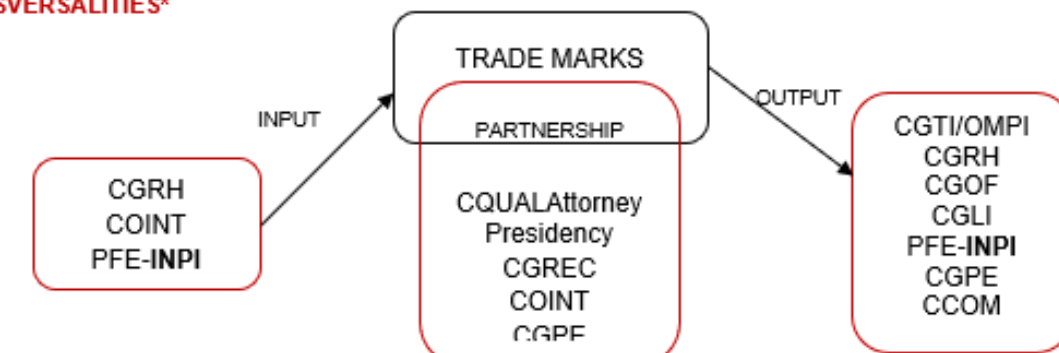 SVERSALITIES*
TRADE MARKS
INPUT
PARTNERSHIP
OUTPUT
CGRH
COINT
PFE-INPI
CQUALAttorney
Presidency
CGREC
COINT
CGPE
CGTI/OMPI
CGRH
CGOF
CGLI
PFE-INPI
CGPE
CCOM